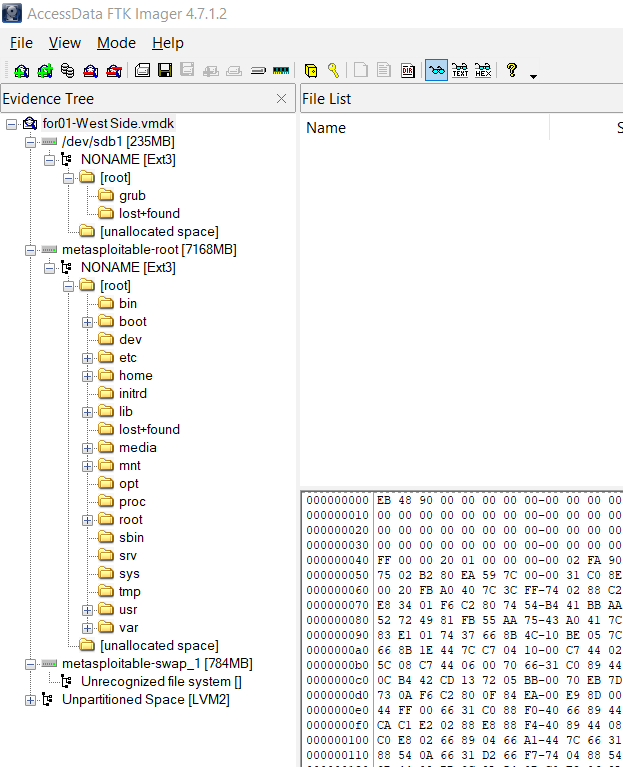 AccessData FTK Imager 4.7.1.2
File View Mode Help
TEXT HEX ?
Evidence Tree
File List
for01-West Side.vmdk
Name
/dev/sdb1 [235MB]
NONAME [Ext3]
[root]
grub
lost+found
[unallocated space]
metasploitable-root [7168MB]
NONAME [Ext3]
[root]
bin
boot
dev
etc
home
initrd
lib
lost+found
media
mnt
opt
proc
root
sbin
srv
sys
tmp
usr
var
[unallocated space]
metasploitable-swap_1 [784MB]
Unrecognized file system []
Unpartitioned Space [LVM2]
000000000 EB 48 90 00 00 00 00 00-00 00 00 00
000000010 00 00 00 00 00 00 00 00-00 00 00 00
000000020 00 00 00 00 00 00 00 00-00 00 00 00
000000030 00 00 00 00 00 00 00 00-00 00 00 00
000000040 FF 00 00 20 01 00 00 00-00 02 FA 90
000000050 75 02 B2 80 EA 59 7C 00-00 31 C0 8E
000000060 00 20 FB A0 40 7C 3C FF-74 02 88 C2
000000070 E8 34 01 F6 C2 80 74 54-B4 41 BB AA
000000080 52 72 49 81 FB 55 AA 75-43 A0 41 7C
000000090 83 E1 01 74 37 66 8B 4C-10 BE 05 7C
0000000a0 66 8B 1E 44 7C C7 04 10-00 C7 44 02
0000000b0 5C 08 C7 44 06 00 70 66-31 C0 89 44
0000000c0 0C B4 42 CD 13 72 05 BB-00 70 EB 7D
0000000d0 73 0A F6 C2 80 0F 84 EA-00 E9 8D 00
0000000e0 44 FF 00 66 31 C0 88 F0-40 66 89 44
0000000f0 CA C1 E2 02 88 E8 88 F4-40 89 44 08
000000100 C0 E8 02 66 89 04 66 A1-44 7C 66 31
000000110 88 54 0A 66 31 D2 66 F7-74 04 88 54